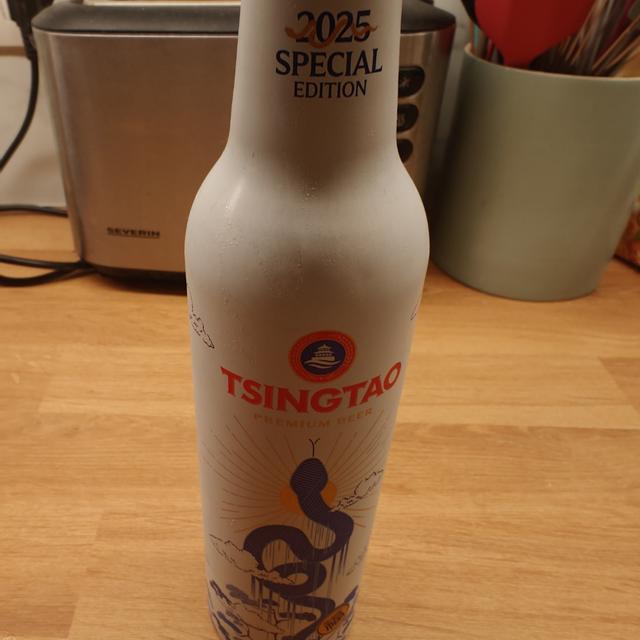 2025
SPECIAL
EDITION
SEVERIN
TSINGTAO
PREMIUM BEER